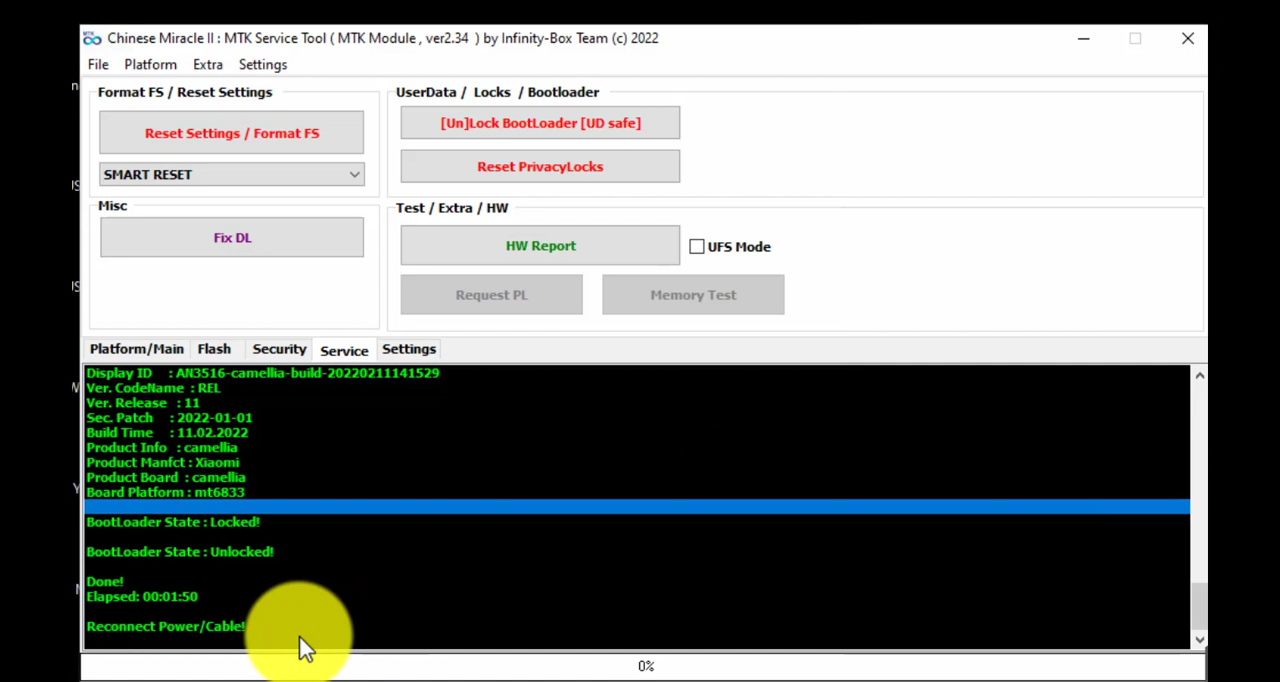 Chinese Miracle II : MTK Service Tool ( MTK Module , ver2.34 ) by Infinity-Box Team (c) 2022
File Platform Extra Settings
Format FS / Reset Settings
Reset Settings / Format FS
SMART RESET
UserData / Locks / Bootloader
[Un]Lock BootLoader [UD safe]
Reset PrivacyLocks
Misc
Fix DL
Test / Extra / HW
HW Report
UFS Mode
Request PL
Memory Test
Platform/Main Flash Security Service Settings
Display ID : AN3516-camellia-build-20220211141529
Ver. CodeName : REL
Ver. Release : 11
Sec. Patch : 2022-01-01
Build Time : 11.02.2022
Product Info : camellia
Product Manfct : Xiaomi
Product Board : camellia
Board Platform : mt6833
BootLoader State : Locked!
BootLoader State : Unlocked!
Done!
Elapsed: 00:01:50
Reconnect Power/Cable!
0%